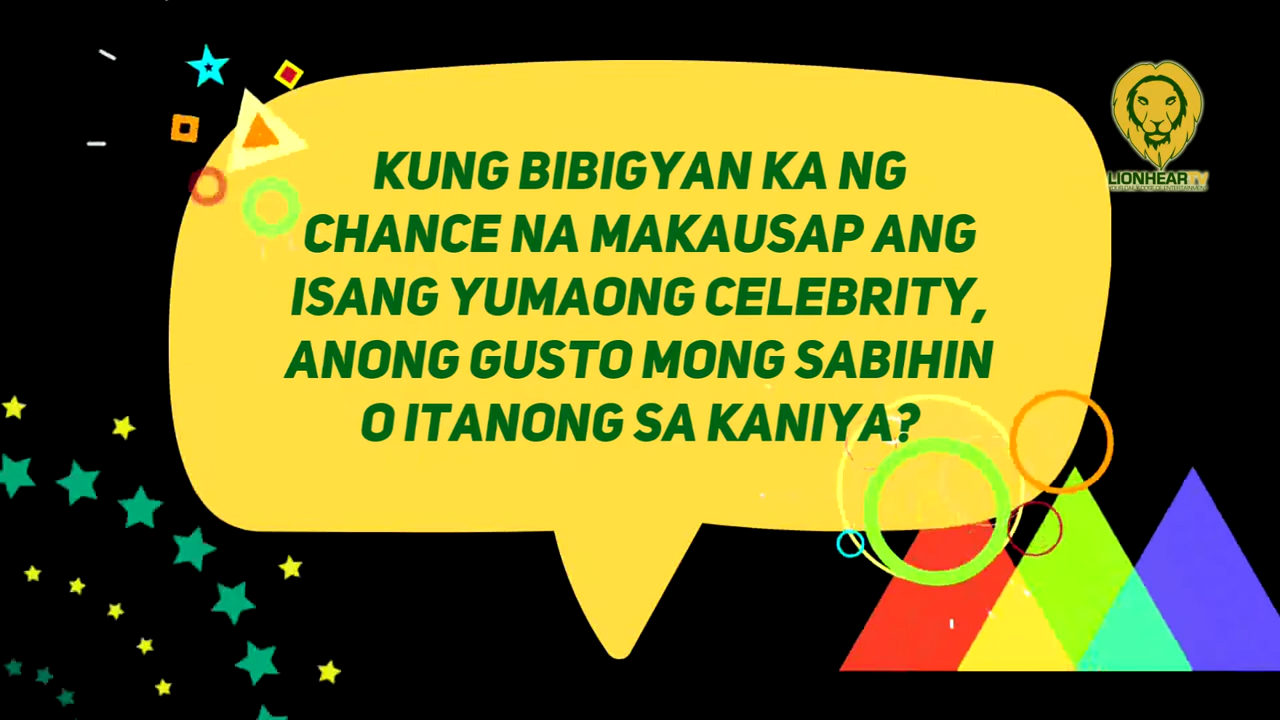 KUNG BIBIGYAN KA NG
CHANCE NA MAKAUSAP ANG
ISANG YUMAONG CELEBRITY,
ANONG GUSTO MONG SABIHIN
O ITANONG SA KANIYA?
LIONHEARTV